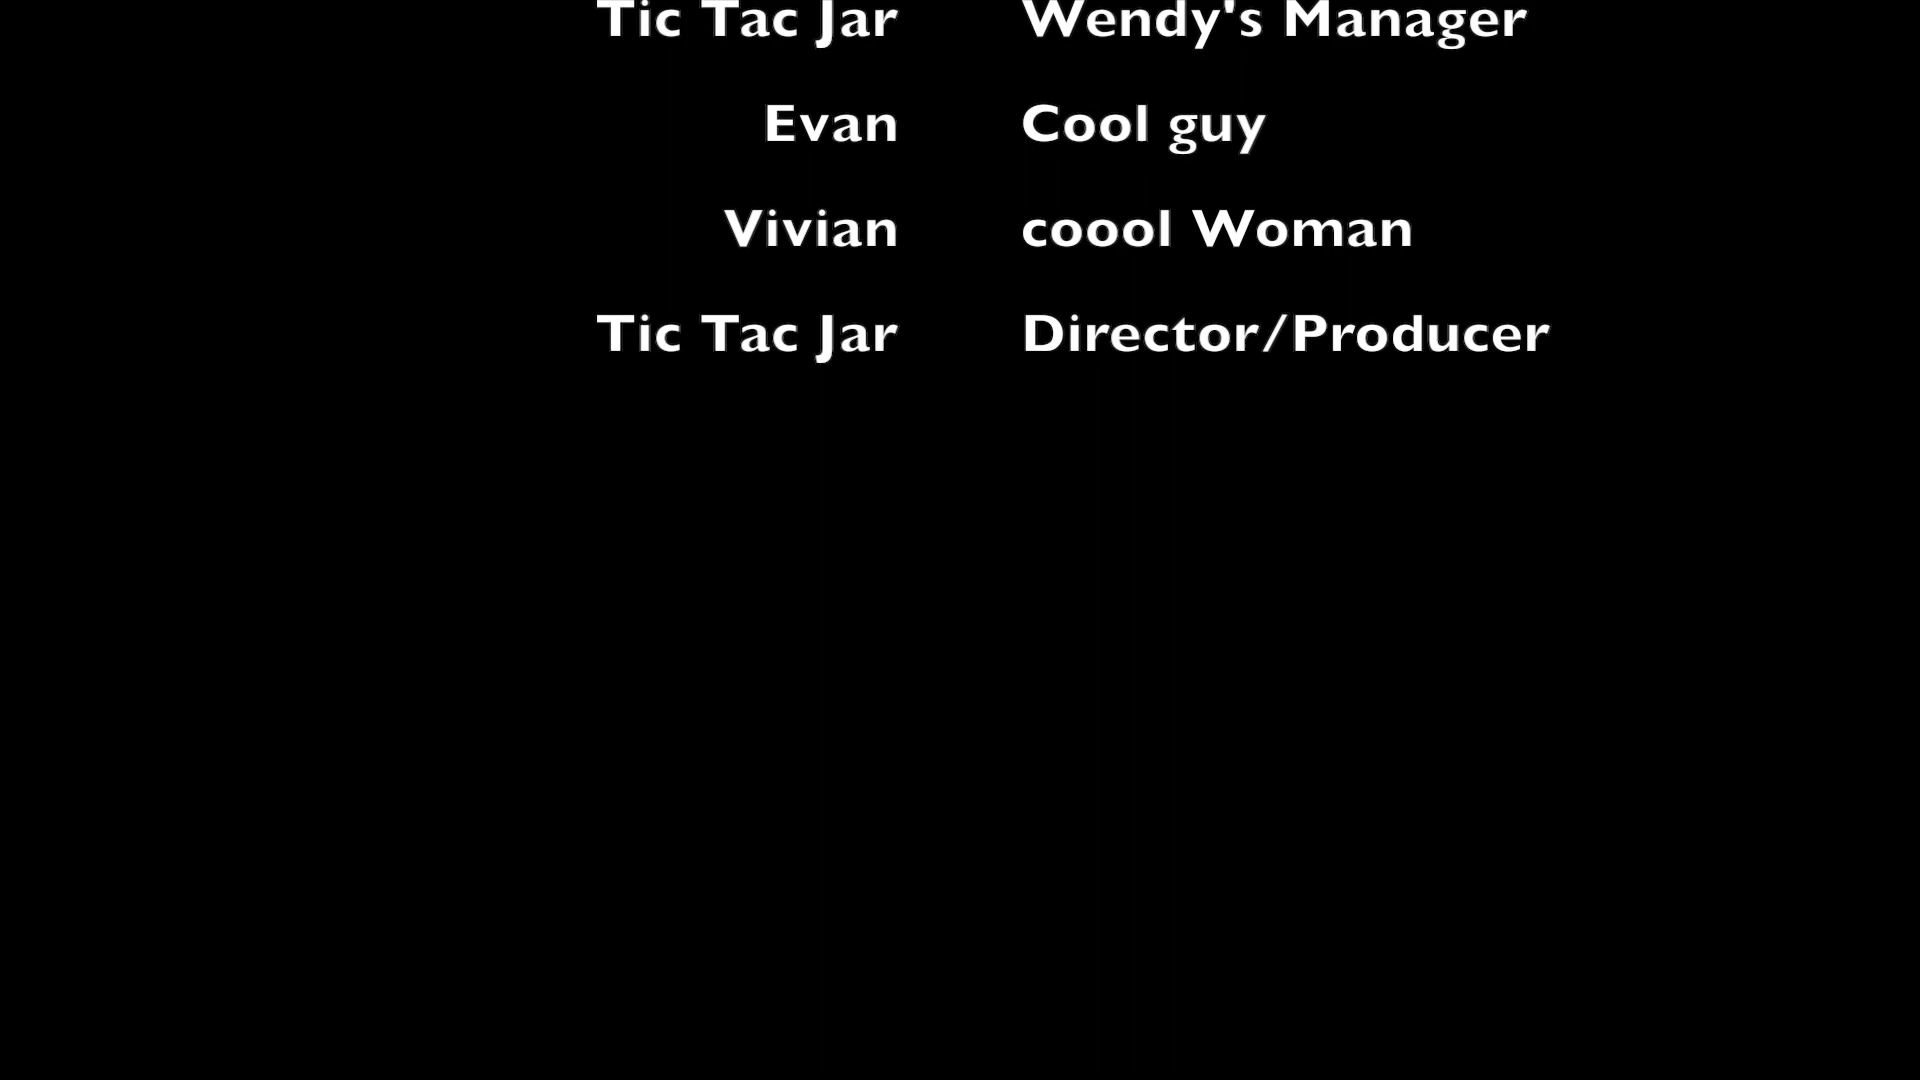 Tic Tac Jar Wendy's Manager
Evan Cool guy
Vivian coool Woman
Tic Tac Jar Director/Producer